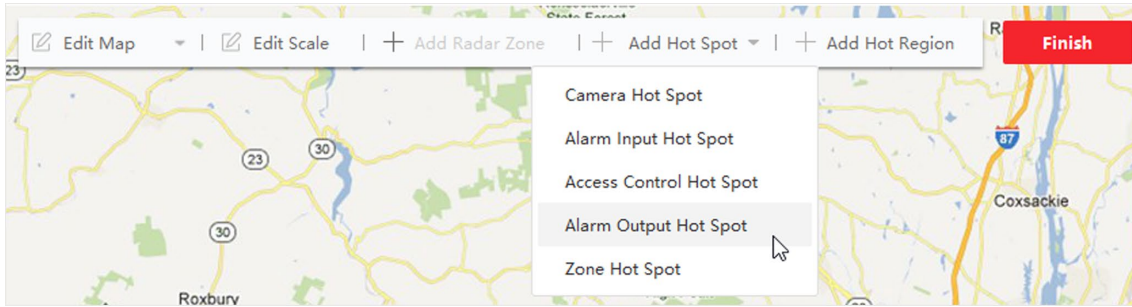 State Forest
Edit Map | Edit Scale | Add Radar Zone | Add Hot Spot | Add Hot Region
Finish
23
Camera Hot Spot
Alarm Input Hot Spot
87
30
23
Access Control Hot Spot
Coxsackie
Alarm Output Hot Spot
30
Zone Hot Spot
Roxbury